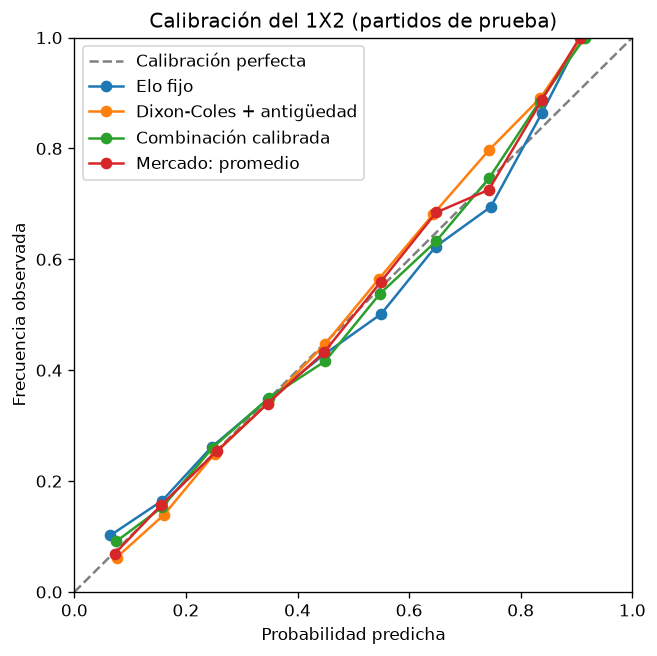 Calibración del 1X2 (partidos de prueba)
Calibración perfecta
Elo fijo
Dixon-Coles + antigüedad
Combinación calibrada
Mercado: promedio
Frecuencia observada
1.0
0.8
0.6
0.4
0.2
0.0
0.0 0.2 0.4 0.6 0.8 1.0
Probabilidad predicha